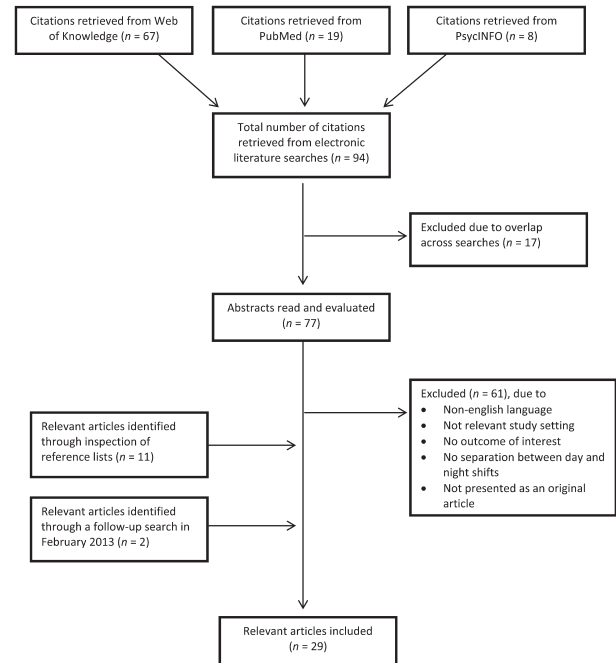 Citations retrieved from Web
of Knowledge (n = 67)
Citations retrieved from
PubMed (n = 19)
Citations retrieved from
PsycINFO (n = 8)
Total number of citations
retrieved from electronic
literature searches (n = 94)
Excluded due to overlap
across searches (n = 17)
Abstracts read and evaluated
(n = 77)
Excluded (n = 61), due to
• Non-english language
• Not relevant study setting
• No outcome of interest
• No separation between day and
night shifts
• Not presented as an original
article
Relevant articles identified
through inspection of
reference lists (n = 11)
Relevant articles identified
through a follow-up search in
February 2013 (n = 2)
Relevant articles included
(n = 29)